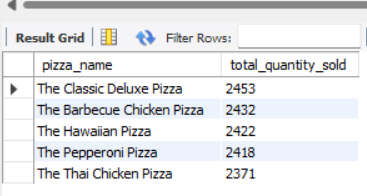 Result Grid Filter Rows:
pizza_name total_quantity_sold
The Classic Deluxe Pizza 2453
The Barbecue Chicken Pizza 2432
The Hawaiian Pizza 2422
The Pepperoni Pizza 2418
The Thai Chicken Pizza 2371